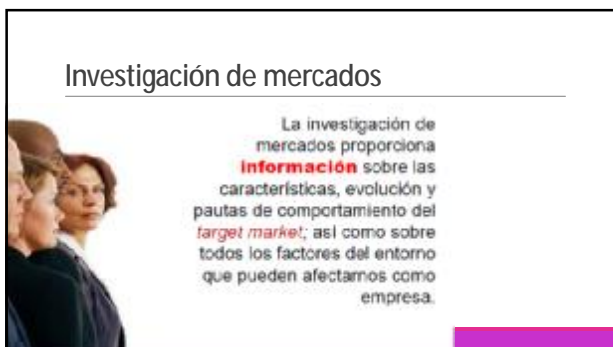 Investigación de mercados
La investigación de
mercados proporciona
información sobre las
características, evolución y
pautas de comportamiento del
target market; así como sobre
todos los factores del entorno
que pueden afectarnos como
empresa.